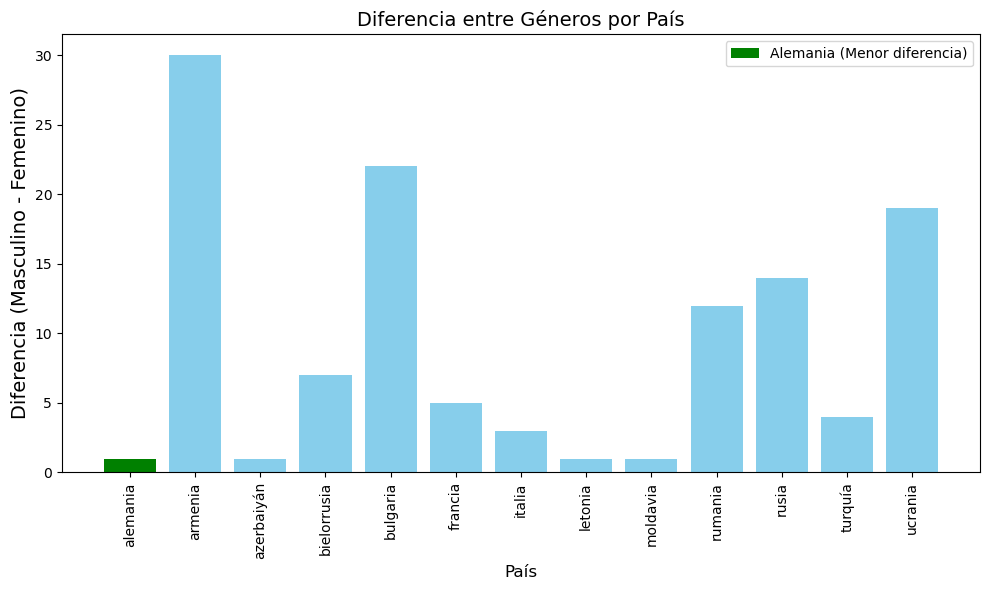 Diferencia entre Géneros por País
Alemania (Menor diferencia)
Diferencia (Masculino - Femenino)
30
25
20
15
10
5
0
alemania
armenia
azerbaiyán
bielorrusia
bulgaria
francia
italia
letonia
moldavia
rumania
rusia
turquía
ucrania
País